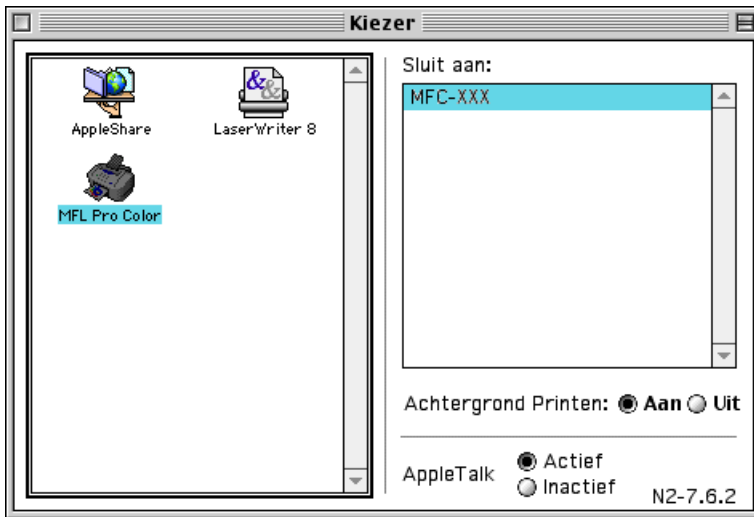 Kiezer
AppleShare
LaserWriter 8
MFL Pro Color
Sluit aan:
MFC-XXX
Achtergrond Printen: Aan Uit
AppleTalk
Actief
Inactief
N2-7.6.2